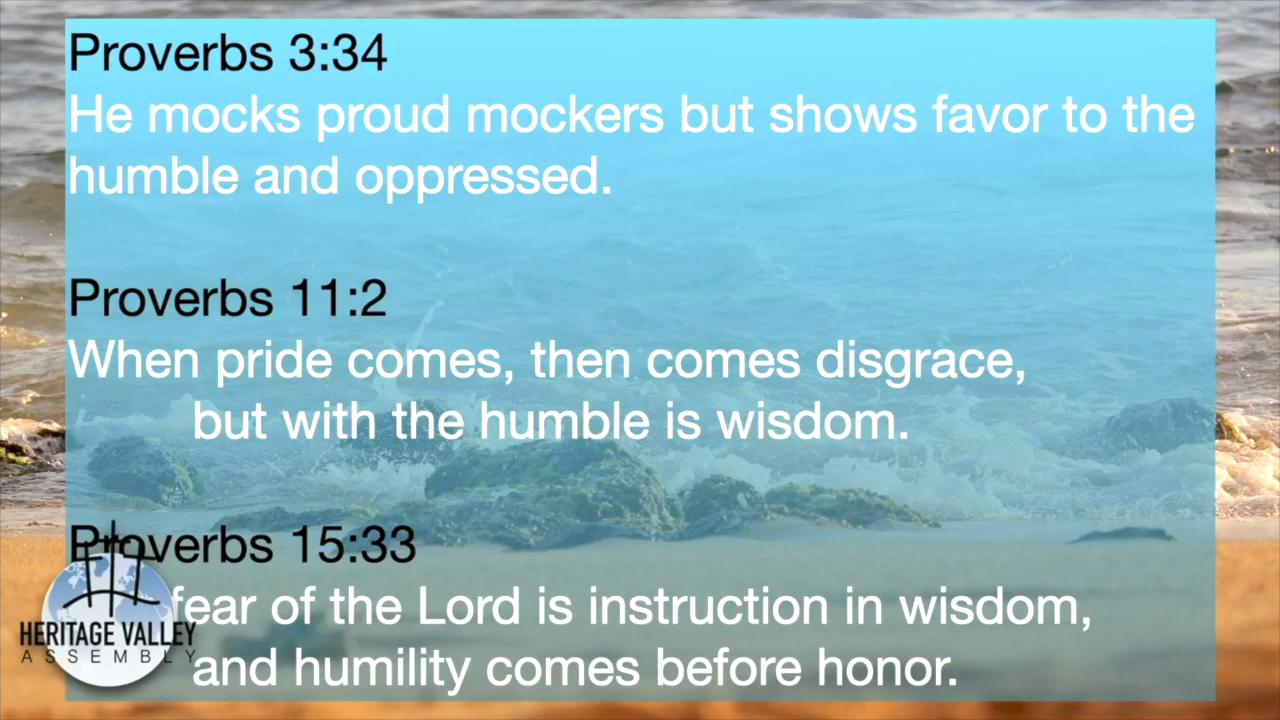 Proverbs 3:34
He mocks proud mockers but shows favor to the
humble and oppressed.
Proverbs 11:2
When pride comes, then comes disgrace,
but with the humble is wisdom.
Proverbs 15:33
fear of the Lord is instruction in wisdom,
and humility comes before honor.
HERITAGE VALLEY
ASSEMBLY